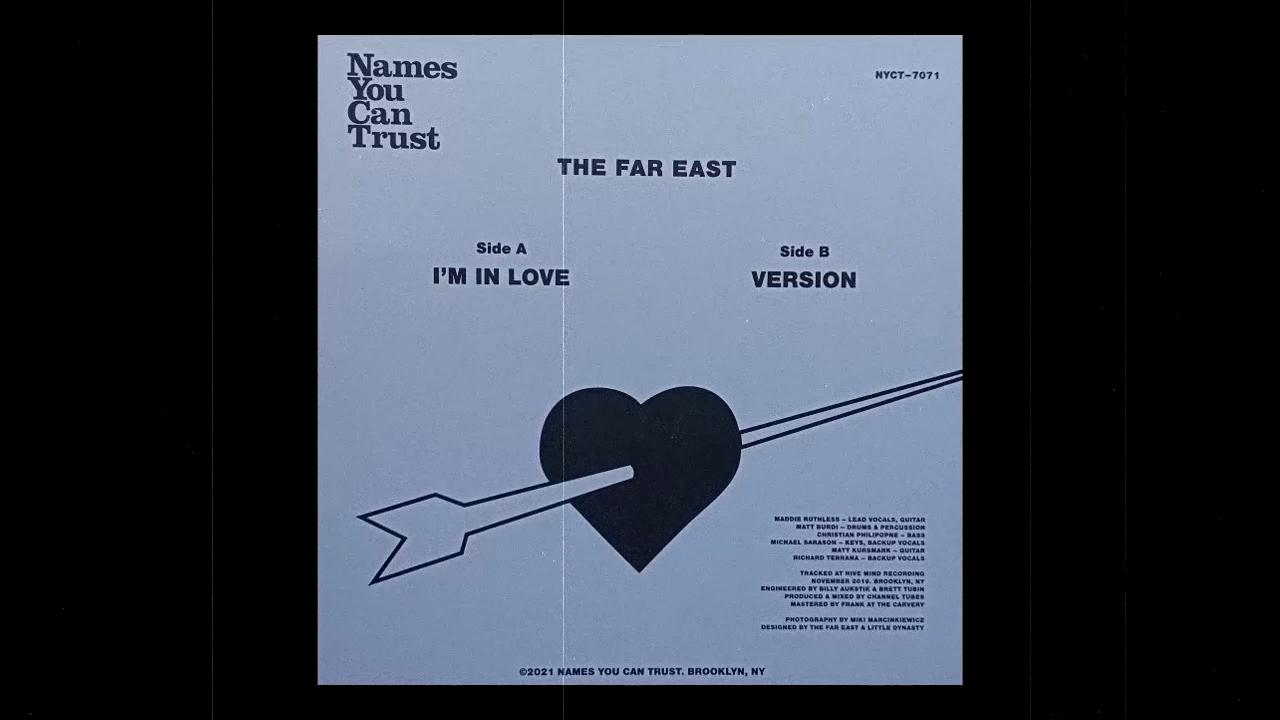 Names
You
Can
Trust
NYCT-7071
THE FAR EAST
Side A
I'M IN LOVE
Side B
VERSION
MADDIE RUTHLESS – LEAD VOCALS, GUITAR
MATT BURDI – DRUMS & PERCUSSION
CHRISTIAN PHILIPOPNE – BASS
MICHAEL SARASON – KEYS, BACKUP VOCALS
MATT KURSMARK – GUITAR
RICHARD TERRANA – BACKUP VOCALS
TRACKED AT HIVE MIND RECORDING
NOVEMBER 2019. BROOKLYN, NY
ENGINEERED BY BILLY AUKSTIK & BRETT TUBIN
PRODUCED & MIXED BY CHANNEL TUBES
MASTERED BY FRANK AT THE CARVERY
PHOTOGRAPHY BY MIKI MARCINKIEWICZ
DESIGNED BY THE FAR EAST & LITTLE DYNASTY
©2021 NAMES YOU CAN TRUST. BROOKLYN, NY